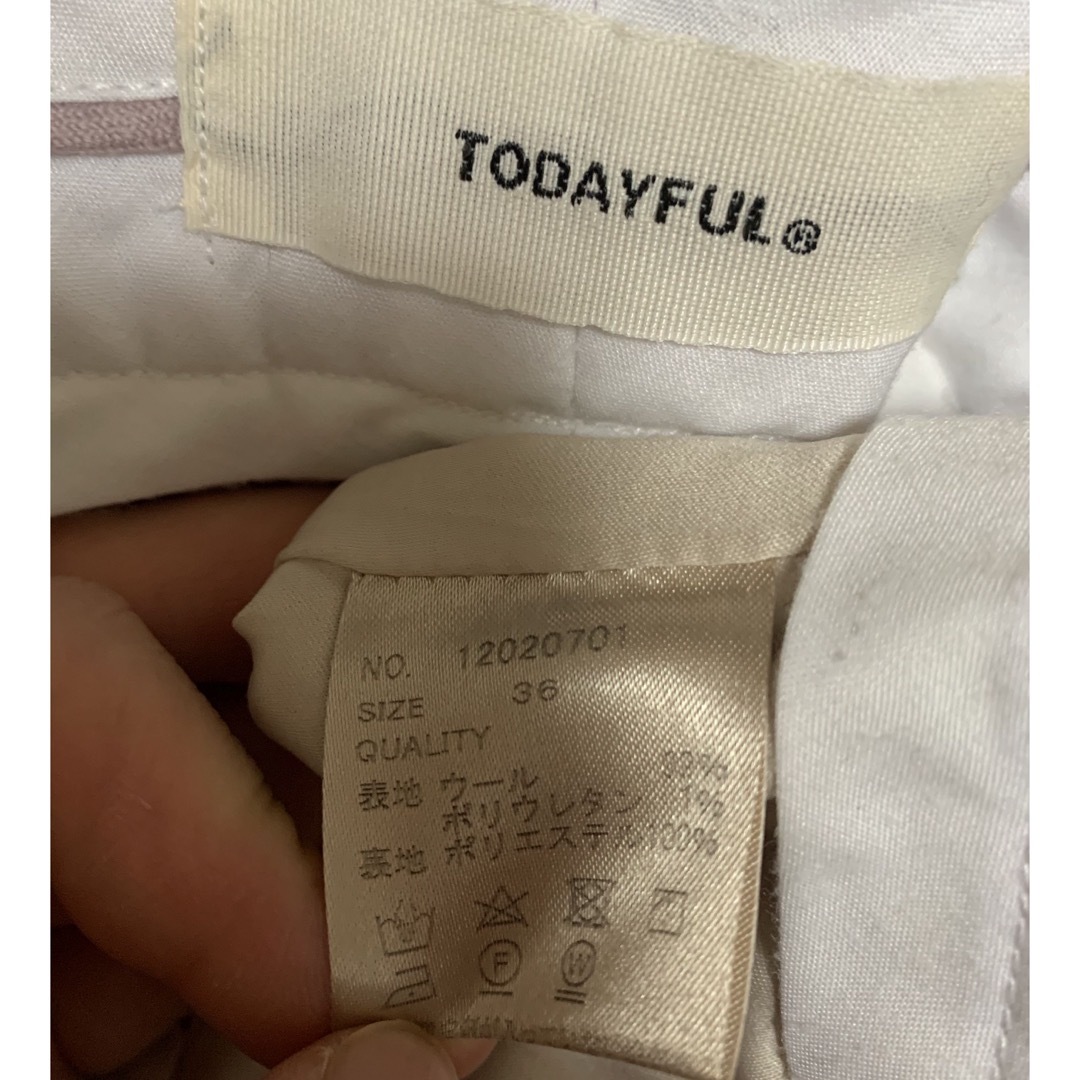 TODAYFUL®
NO. 12020701
SIZE 36
QUALITY
表地 ウール 99%
ポリウレタン 1%
裏地 ポリエステル100%
F
W